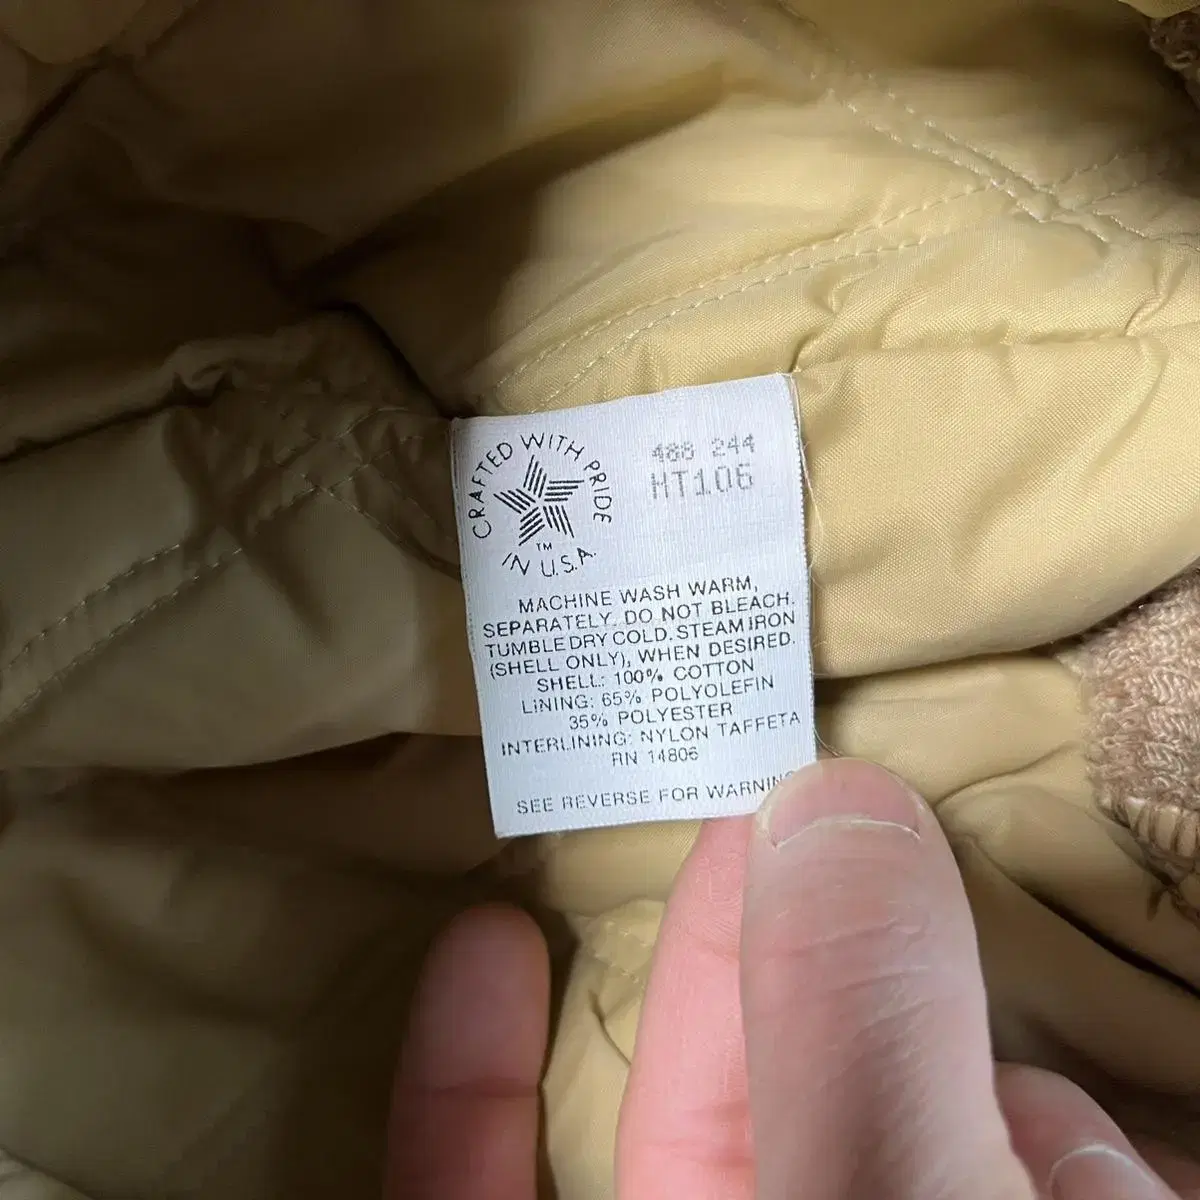 CRAFTED WITH PRIDE
IN U.S.A.
TM
488 244
HT106
MACHINE WASH WARM,
SEPARATELY. DO NOT BLEACH.
TUMBLE DRY COLD. STEAM IRON
(SHELL ONLY), WHEN DESIRED.
SHELL: 100% COTTON
LINING: 65% POLYOLEFIN
35% POLYESTER
INTERLINING: NYLON TAFFETA
RN 14806
SEE REVERSE FOR WARNING